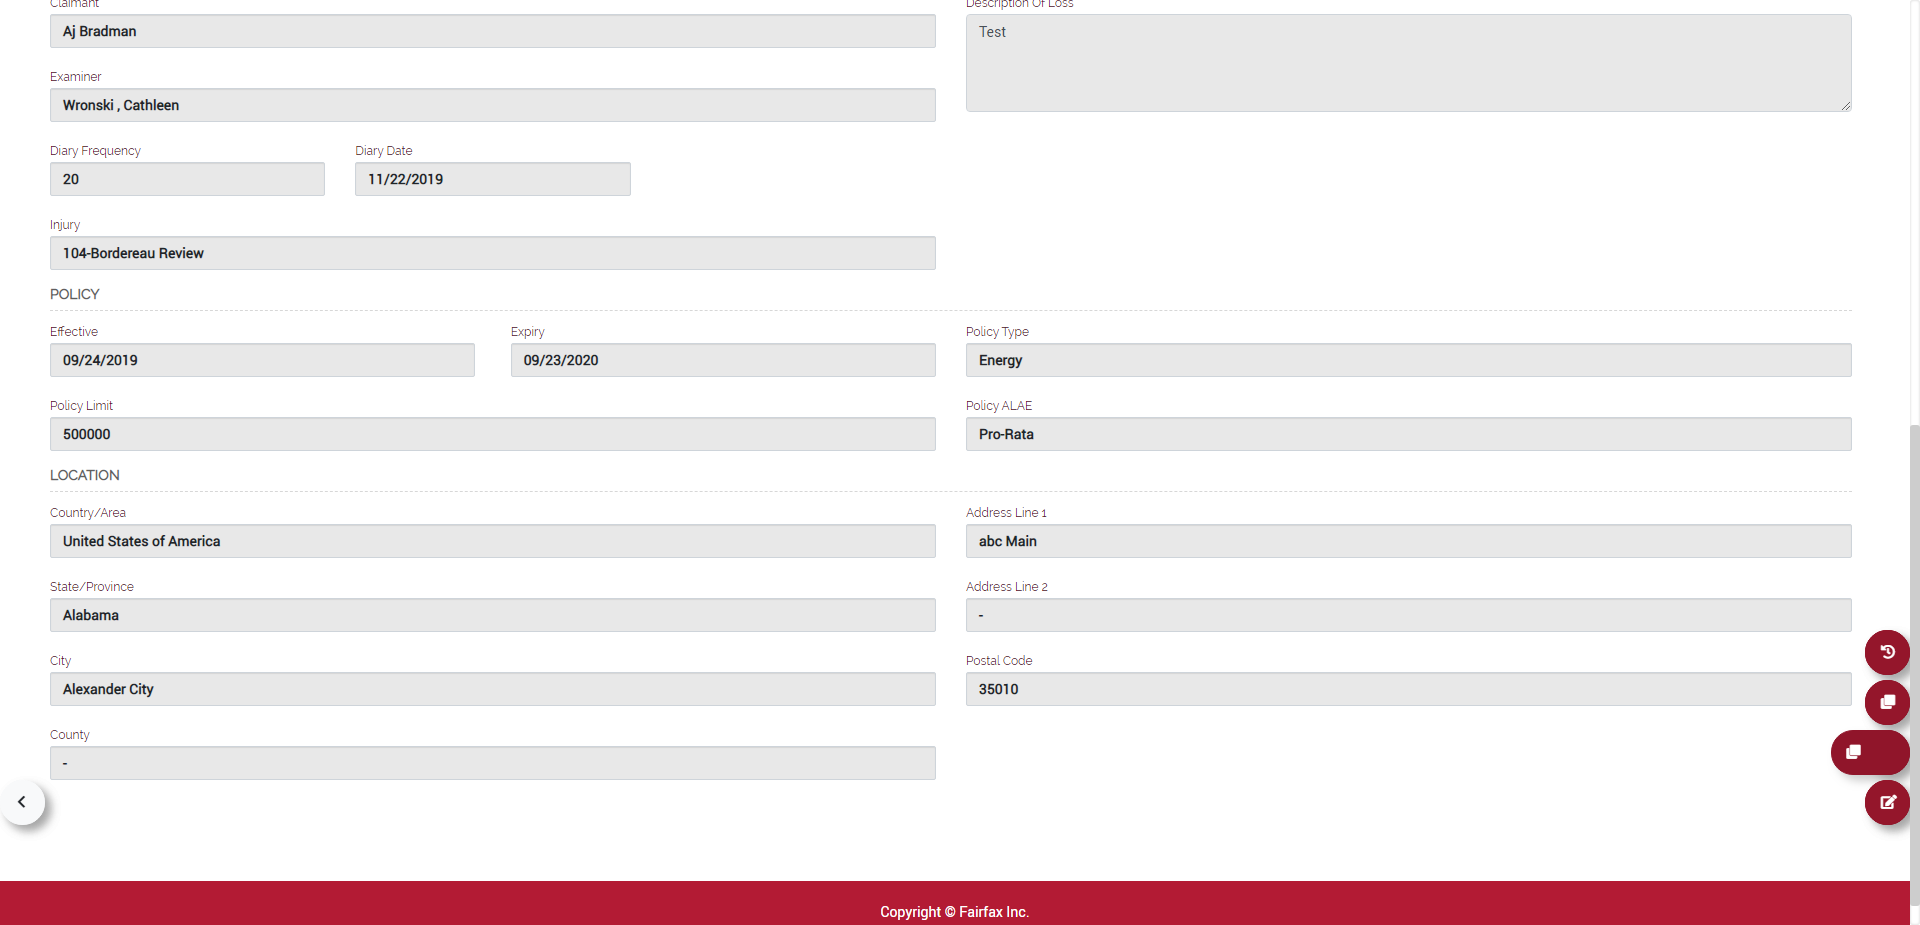 Claimant
Description Of Loss
Aj Bradman
Test
Examiner
Wronski , Cathleen
Diary Frequency
Diary Date
20
11/22/2019
Injury
104-Bordereau Review
POLICY
Effective
Expiry
Policy Type
09/24/2019
09/23/2020
Energy
Policy Limit
Policy ALAE
500000
Pro-Rata
LOCATION
Country/Area
Address Line 1
United States of America
abc Main
State/Province
Address Line 2
Alabama
-
City
Postal Code
Alexander City
35010
County
-
Copyright © Fairfax Inc.